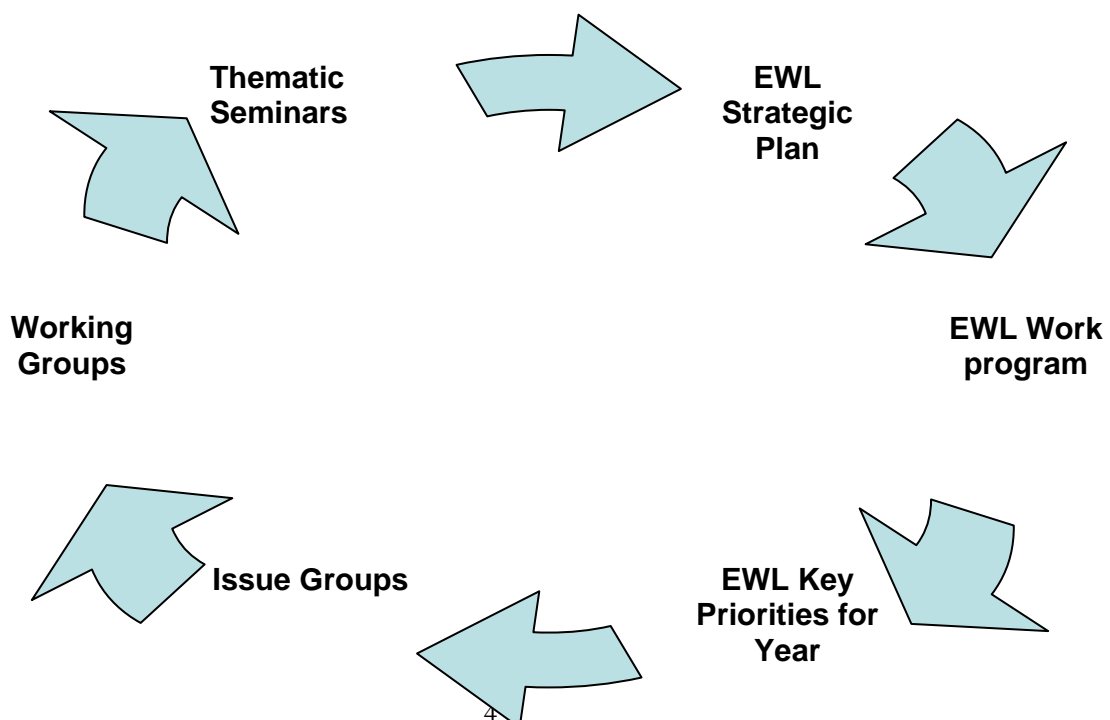 Thematic
Seminars
EWL
Strategic
Plan
Working
Groups
EWL Work
program
Issue Groups
EWL Key
Priorities for
Year
4